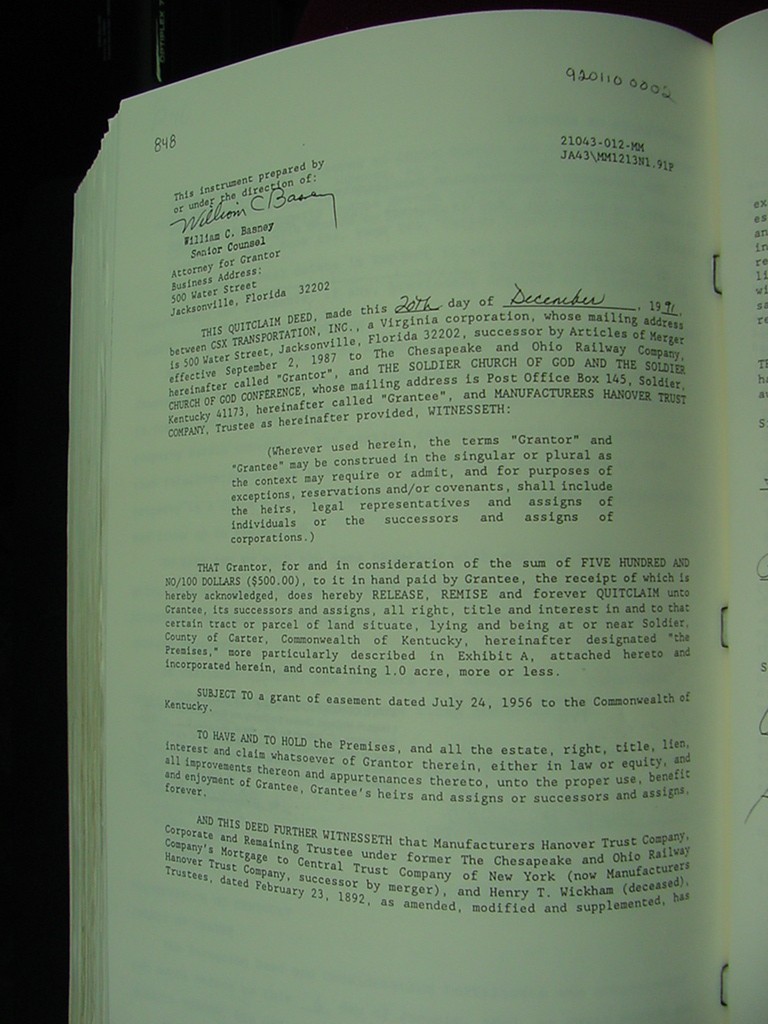 OPTIPLEX
920110 0002
848
21043-012-MM
JA43\MM1213N1.91P
This instrument prepared by
or under the direction of:
William C Basney
William C. Basney
Senior Counsel
Attorney for Grantor
Business Address:
500 Water Street
Jacksonville, Florida 32202
THIS QUITCLAIM DEED, made this 20th day of December, 1991,
between CSX TRANSPORTATION, INC., a Virginia corporation, whose mailing address
is 500 Water Street, Jacksonville, Florida 32202, successor by Articles of Merger
effective September 2, 1987 to The Chesapeake and Ohio Railway Company,
hereinafter called "Grantor", and THE SOLDIER CHURCH OF GOD AND THE SOLDIER
CHURCH OF GOD CONFERENCE, whose mailing address is Post Office Box 145, Soldier,
Kentucky 41173, hereinafter called "Grantee", and MANUFACTURERS HANOVER TRUST
COMPANY, Trustee as hereinafter provided, WITNESSETH:
(Wherever used herein, the terms "Grantor" and
"Grantee" may be construed in the singular or plural as
the context may require or admit, and for purposes of
exceptions, reservations and/or covenants, shall include
the heirs, legal representatives and assigns of
individuals or the successors and assigns of
corporations.)
THAT Grantor, for and in consideration of the sum of FIVE HUNDRED AND
NO/100 DOLLARS ($500.00), to it in hand paid by Grantee, the receipt of which is
hereby acknowledged, does hereby RELEASE, REMISE and forever QUITCLAIM unto
Grantee, its successors and assigns, all right, title and interest in and to that
certain tract or parcel of land situate, lying and being at or near Soldier,
County of Carter, Commonwealth of Kentucky, hereinafter designated "the
Premises," more particularly described in Exhibit A, attached hereto and
incorporated herein, and containing 1.0 acre, more or less.
SUBJECT TO a grant of easement dated July 24, 1956 to the Commonwealth of
Kentucky.
TO HAVE AND TO HOLD the Premises, and all the estate, right, title, lien,
interest and claim whatsoever of Grantor therein, either in law or equity, and
all improvements thereon and appurtenances thereto, unto the proper use, benefit
and enjoyment of Grantee, Grantee's heirs and assigns or successors and assigns,
forever.
AND THIS DEED FURTHER WITNESSETH that Manufacturers Hanover Trust Company,
Corporate and Remaining Trustee under former The Chesapeake and Ohio Railway
Company's Mortgage to Central Trust Company of New York (now Manufacturers
Hanover Trust Company, successor by merger), and Henry T. Wickham (deceased),
Trustees, dated February 23, 1892, as amended, modified and supplemented, has